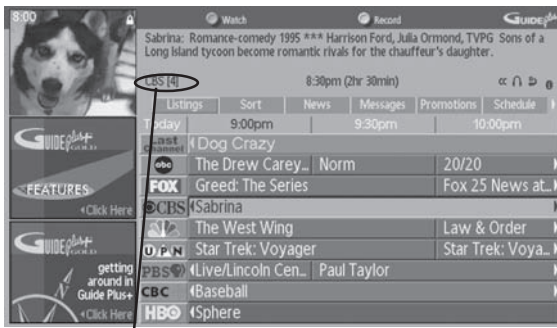 8:00
Watch
Record
GUIDE plus+
Sabrina: Romance-comedy 1995 *** Harrison Ford, Julia Ormond, TVPG Sons of a
Long Island tycoon become romantic rivals for the chauffeur's daughter.
CBS [4]
8:30pm (2hr 30min)
Listings
Sort
News
Messages
Promotions
Schedule
Today
9:00pm
9:30pm
10:00pm
Last
Channel
Dog Crazy
abc
The Drew Carey...
Norm
20/20
FOX
Greed: The Series
Fox 25 News at...
CBS
Sabrina
The West Wing
Law & Order
UPN
Star Trek: Voyager
Star Trek: Voya...
PBS
Live/Lincoln Cen...
Paul Taylor
CBC
Baseball
HBO
Sphere
GUIDE plus+
GOLD
FEATURES
Click Here
GUIDE plus+
GOLD
getting
around in
Guide Plus+
Click Here